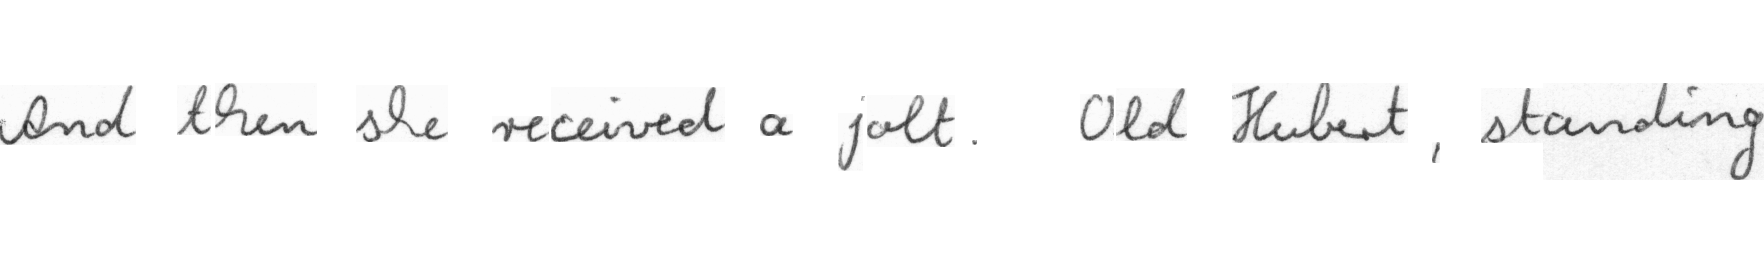 And then she received a jolt. Old Hubert, standing